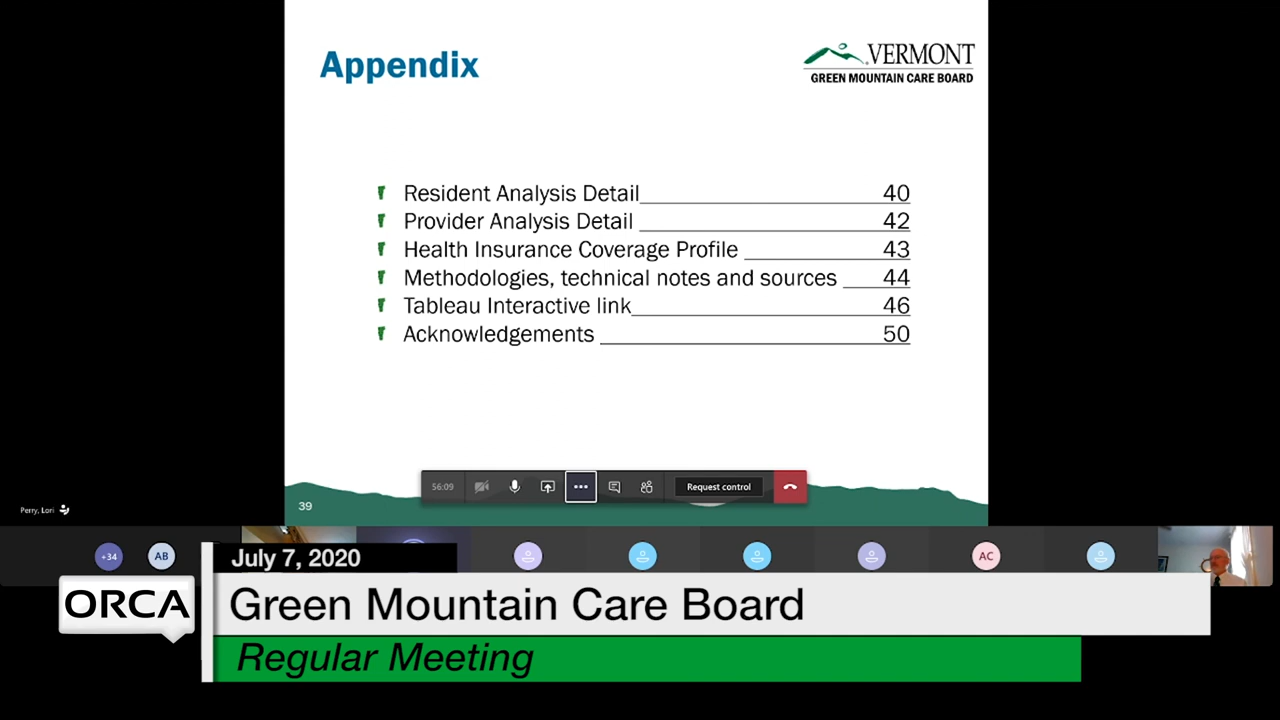 Appendix
VERMONT
GREEN MOUNTAIN CARE BOARD
Resident Analysis Detail 40
Provider Analysis Detail 42
Health Insurance Coverage Profile 43
Methodologies, technical notes and sources 44
Tableau Interactive link 46
Acknowledgements 50
56:09
Request control
39
Perry, Lori
+34
AB
AC
July 7, 2020
ORCA
Green Mountain Care Board
Regular Meeting